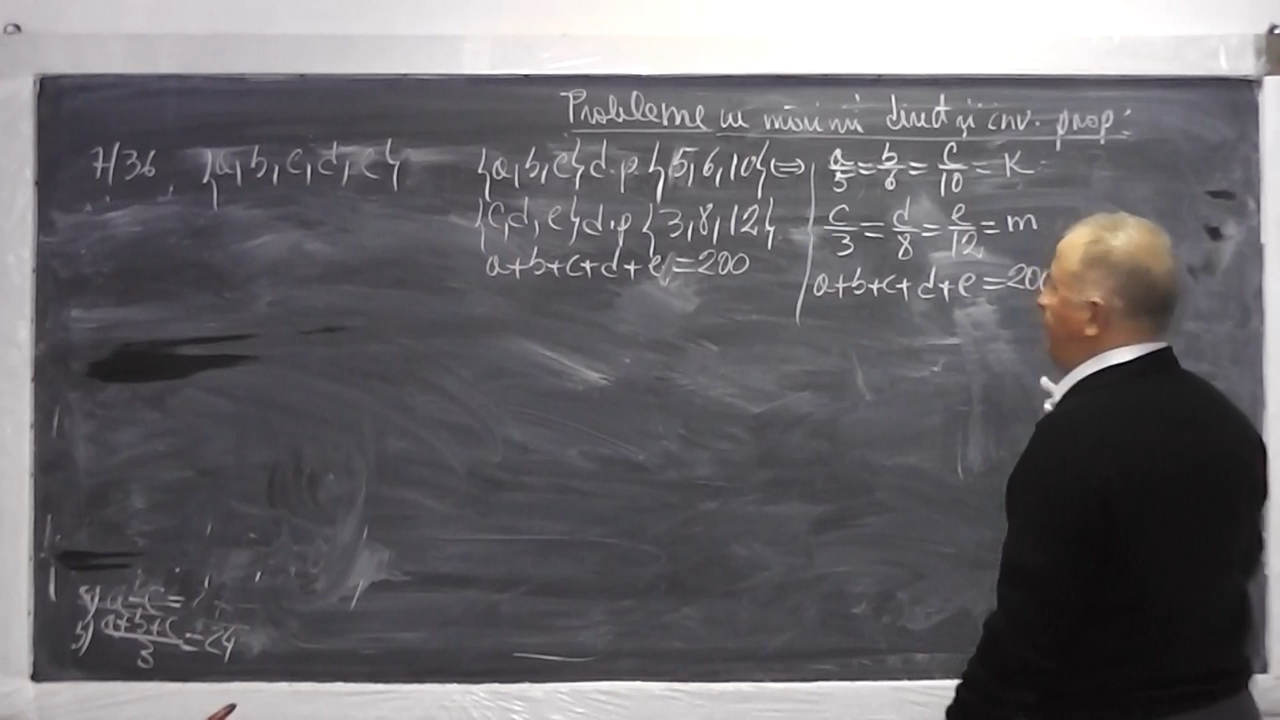 Probleme cu mărimi direct și inv. prop:
7/36 {a,b,c,d,e}
{a,b,c}d.p.{5,6,10}⇔
{c,d,e}d.p{3,8,12}
a+b+c+d+e=200
a/5=b/6=c/10=K
c/3=d/8=e/12=m
a+b+c+d+e=200
a-c=
b) (a+b+c)/3=24